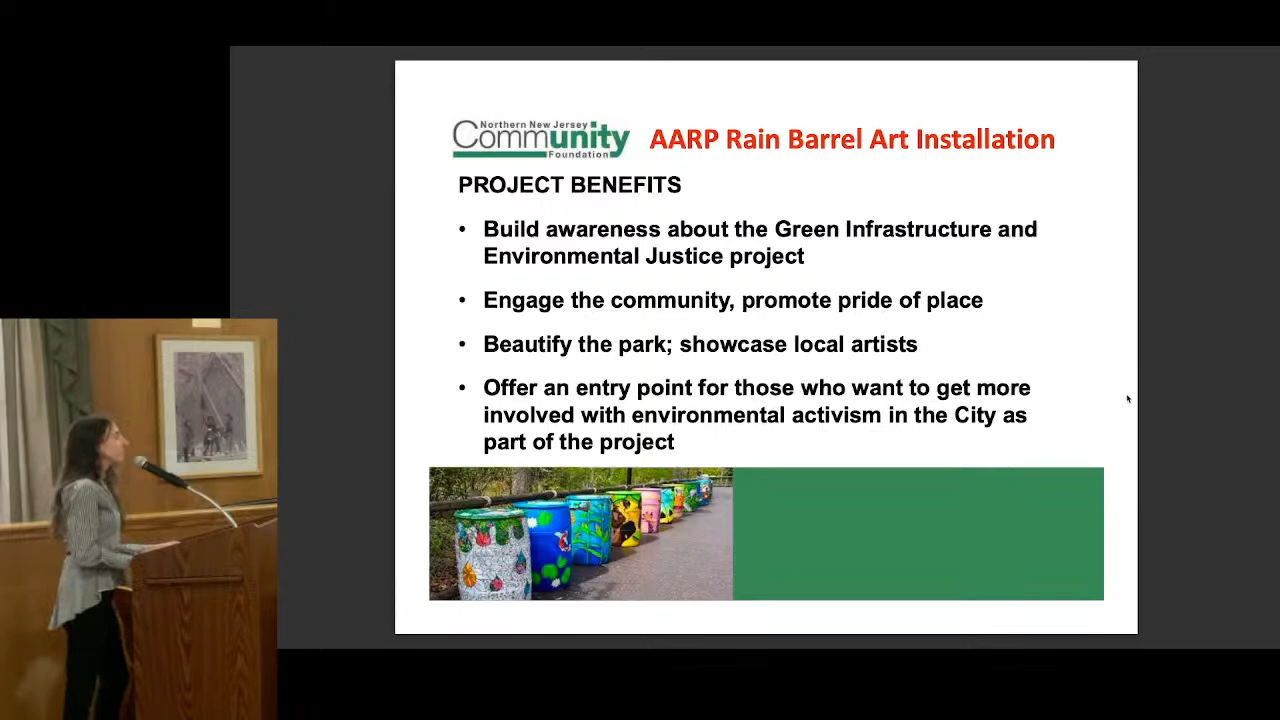 Northern New Jersey
Community
Foundation
AARP Rain Barrel Art Installation
PROJECT BENEFITS
• Build awareness about the Green Infrastructure and
Environmental Justice project
• Engage the community, promote pride of place
• Beautify the park; showcase local artists
• Offer an entry point for those who want to get more
involved with environmental activism in the City as
part of the project